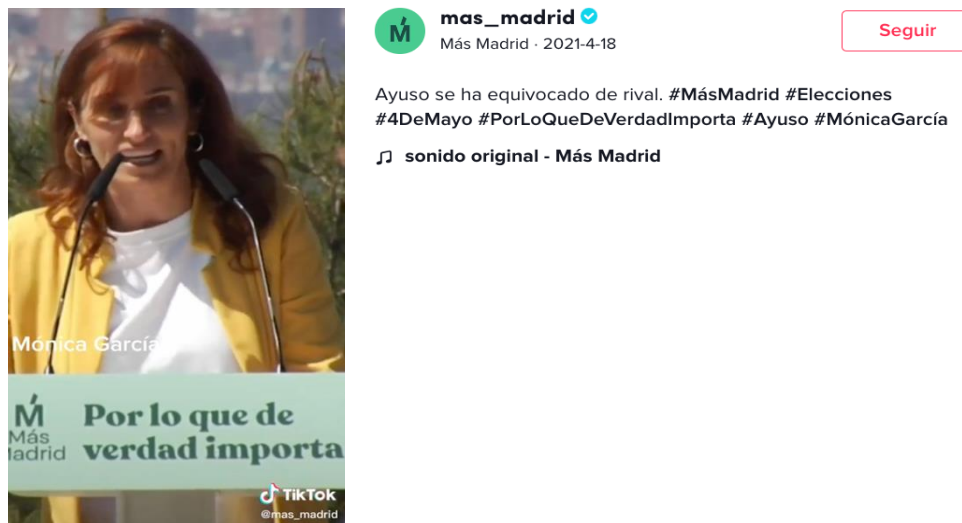 Mónica García
Ḿ
Más
Madrid
Por lo que de
verdad importa
TikTok
@mas_madrid
Ḿ
mas_madrid
Más Madrid · 2021-4-18
Seguir
Ayuso se ha equivocado de rival. #MásMadrid #Elecciones
#4DeMayo #PorLoQueDeVerdadImporta #Ayuso #MónicaGarcía
sonido original - Más Madrid